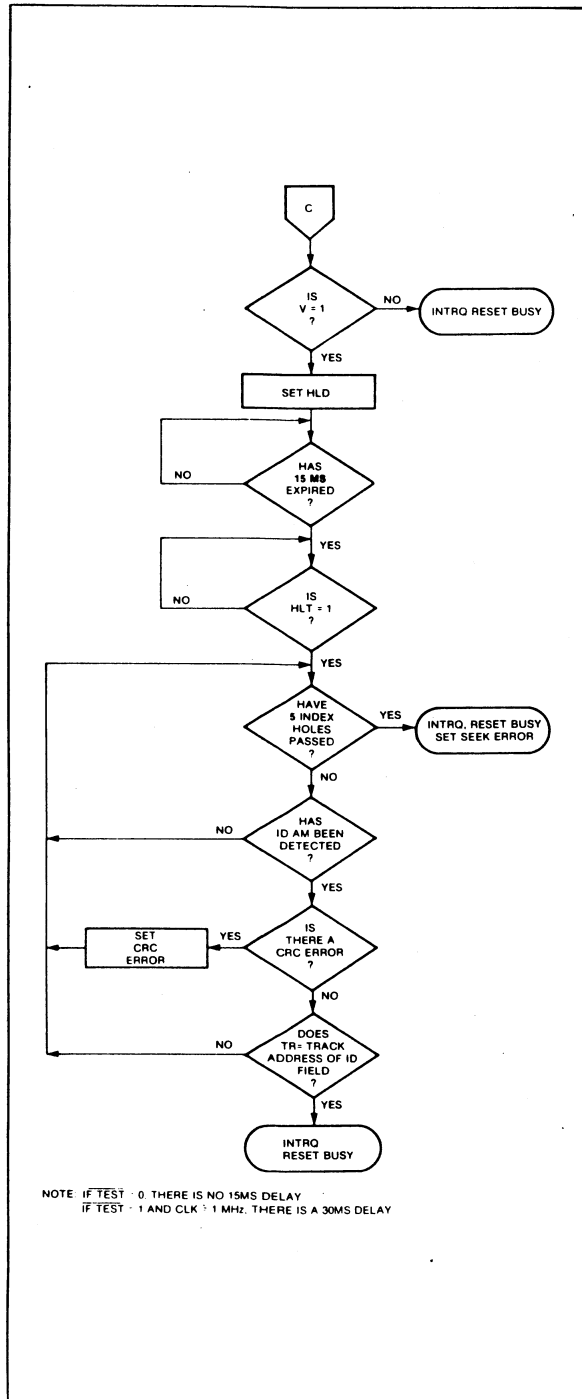 C
IS
V = 1
?
NO
INTRQ RESET BUSY
YES
SET HLD
HAS
15 MS
EXPIRED
?
NO
YES
IS
HLT = 1
?
NO
YES
HAVE
5 INDEX
HOLES
PASSED
?
YES
INTRQ, RESET BUSY
SET SEEK ERROR
NO
HAS
ID AM BEEN
DETECTED
?
NO
YES
IS
THERE A
CRC ERROR
?
YES
SET
CRC
ERROR
NO
DOES
TR= TRACK
ADDRESS OF ID
FIELD
?
NO
YES
INTRQ
RESET BUSY
NOTE: IF TEST 0, THERE IS NO 15MS DELAY
IF TEST 1 AND CLK 1 MHz, THERE IS A 30MS DELAY